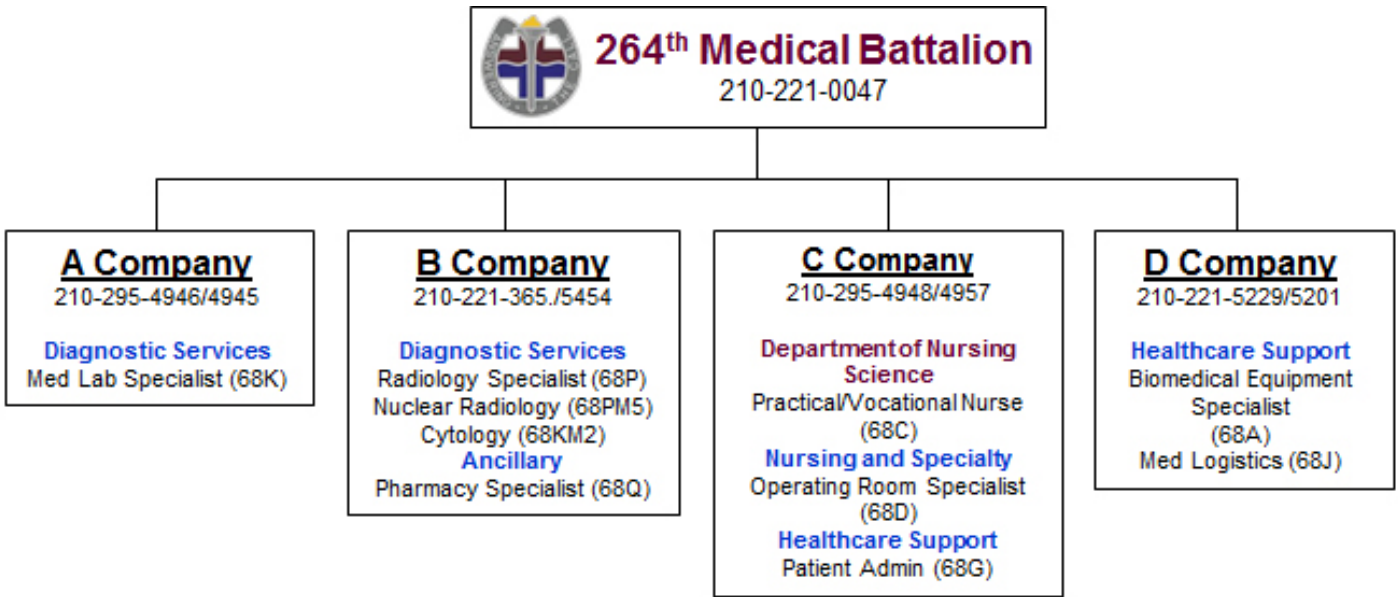 264th Medical Battalion
210-221-0047
ANSWERING THE CALL
A Company
210-295-4946/4945
Diagnostic Services
Med Lab Specialist (68K)
B Company
210-221-365./5454
Diagnostic Services
Radiology Specialist (68P)
Nuclear Radiology (68PM5)
Cytology (68KM2)
Ancillary
Pharmacy Specialist (68Q)
C Company
210-295-4948/4957
Department of Nursing
Science
Practical/Vocational Nurse
(68C)
Nursing and Specialty
Operating Room Specialist
(68D)
Healthcare Support
Patient Admin (68G)
D Company
210-221-5229/5201
Healthcare Support
Biomedical Equipment
Specialist
(68A)
Med Logistics (68J)